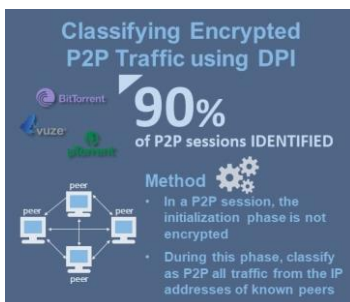 Classifying Encrypted
P2P Traffic using DPI
BitTorrent
vuze
µTorrent
90%
of P2P sessions IDENTIFIED
Method
• In a P2P session, the
initialization phase is not
encrypted
• During this phase, classify
as P2P all traffic from the IP
addresses of known peers
peer
peer
peer
peer